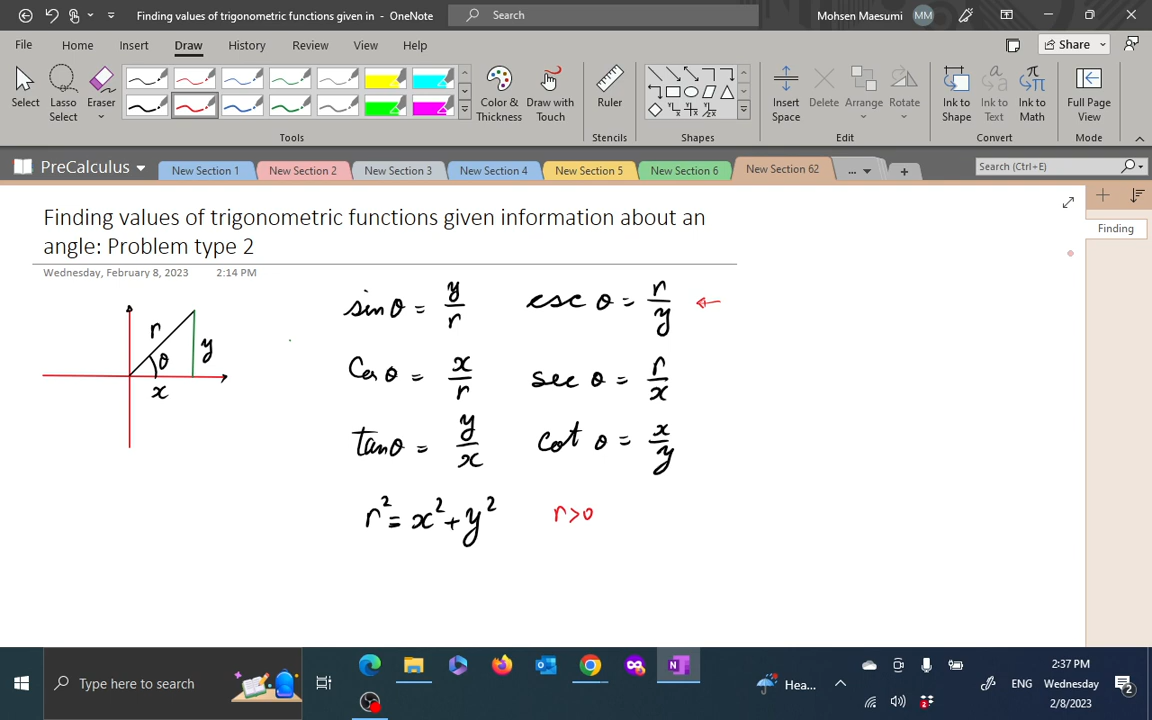 Finding values of trigonometric functions given in - OneNote
Search
Mohsen Maesumi MM
File Home Insert Draw History Review View Help
Share
Select
Lasso Select
Eraser
Color & Thickness
Draw with Touch
Ruler
Insert Space
Delete
Arrange
Rotate
Ink to Shape
Ink to Text
Ink to Math
Full Page View
Tools Stencils Shapes Edit Convert Mode
PreCalculus New Section 1 New Section 2 New Section 3 New Section 4 New Section 5 New Section 6 New Section 62 ... Search (Ctrl+E)
Finding
Finding values of trigonometric functions given information about an
angle: Problem type 2
Wednesday, February 8, 2023 2:14 PM
r
θ
y
x
sinθ = y/r csc θ = r/y ←
Cos θ = x/r sec θ = r/x
tanθ = y/x cot θ = x/y
r² = x² + y² r>0
Type here to search
Hea...
ENG
2:37 PM
Wednesday
2/8/2023
2